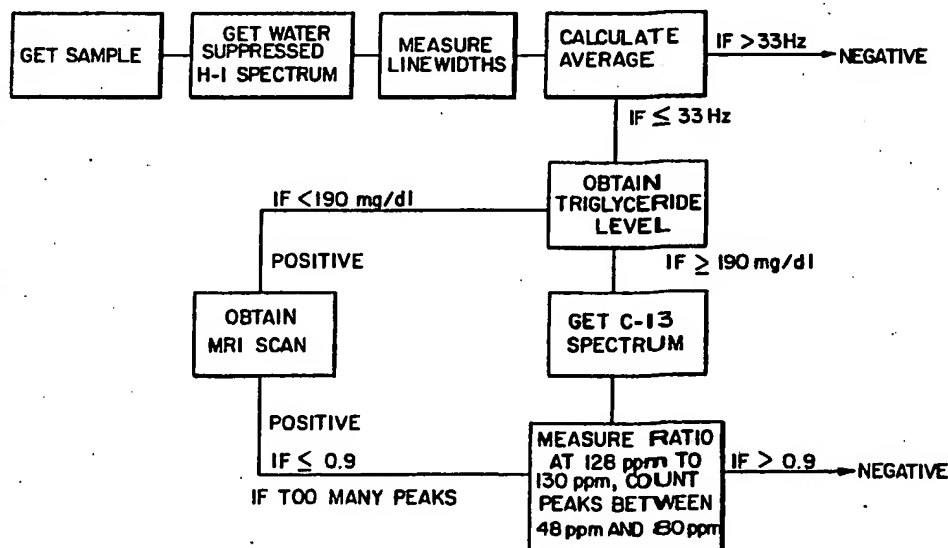 GET SAMPLE
GET WATER
SUPPRESSED
H-I SPECTRUM
MEASURE
LINEWIDTHS
CALCULATE
AVERAGE
IF > 33Hz
NEGATIVE
IF ≤ 33 Hz
OBTAIN
TRIGLYCERIDE
LEVEL
IF < 190 mg/dl
POSITIVE
IF ≥ 190 mg/dl
OBTAIN
MRI SCAN
GET C-13
SPECTRUM
POSITIVE
IF ≤ 0.9
IF TOO MANY PEAKS
MEASURE RATIO
AT 128 ppm TO
130 ppm, COUNT
PEAKS BETWEEN
48 ppm AND 80 ppm
IF > 0.9
NEGATIVE